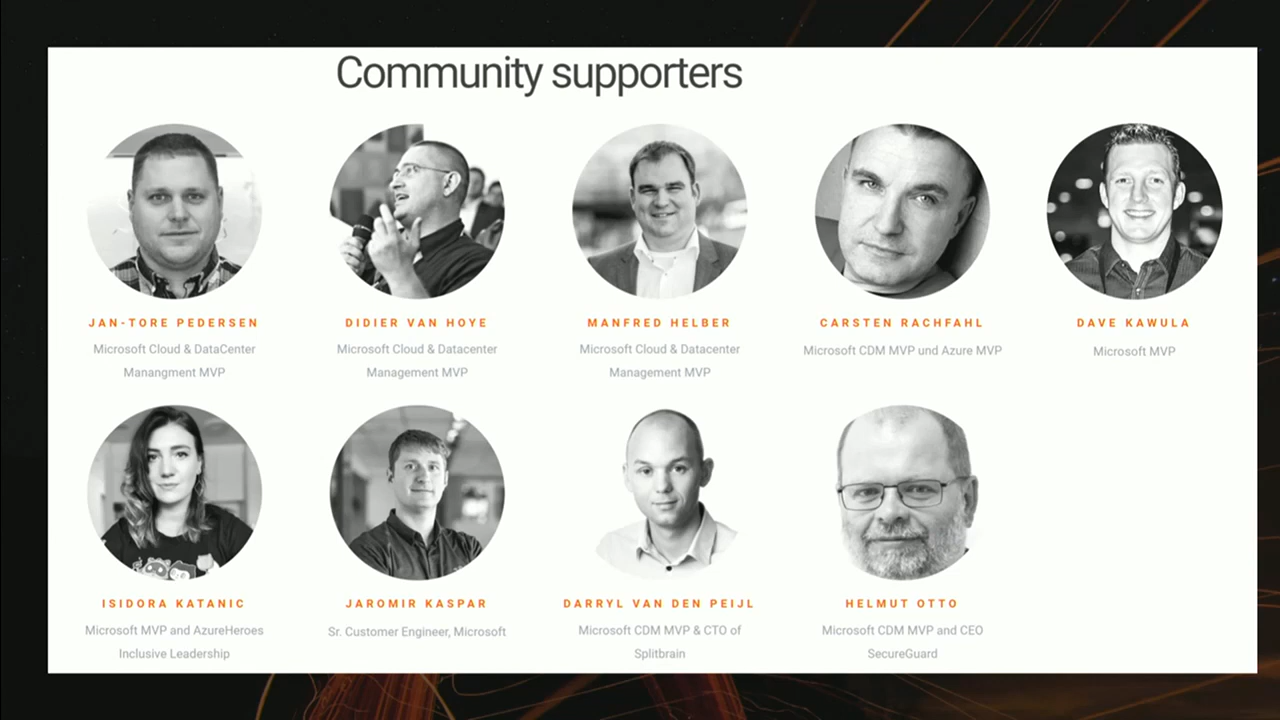 Community supporters
JAN-TORE PEDERSEN
Microsoft Cloud & DataCenter
Manangment MVP
DIDIER VAN HOYE
Microsoft Cloud & Datacenter
Management MVP
MANFRED HELBER
Microsoft Cloud & Datacenter
Management MVP
CARSTEN RACHFAHL
Microsoft CDM MVP und Azure MVP
DAVE KAWULA
Microsoft MVP
ISIDORA KATANIC
Microsoft MVP and AzureHeroes
Inclusive Leadership
JAROMIR KASPAR
Sr. Customer Engineer, Microsoft
DARRYL VAN DEN PEIJL
Microsoft CDM MVP & CTO of
Splitbrain
HELMUT OTTO
Microsoft CDM MVP and CEO
SecureGuard